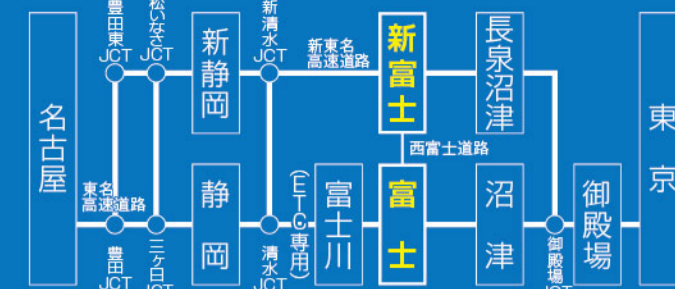 名古屋
豊田東
JCT
松いなさ
JCT
新静岡
新清水
JCT
新東名
高速道路
新富士
長泉沼津
東京
西富士道路
東名
高速道路
豊田
JCT
三ヶ日
JCT
静岡
清水
JCT
(ETC専用)
富士川
富士
沼津
御殿場
JCT
御殿場